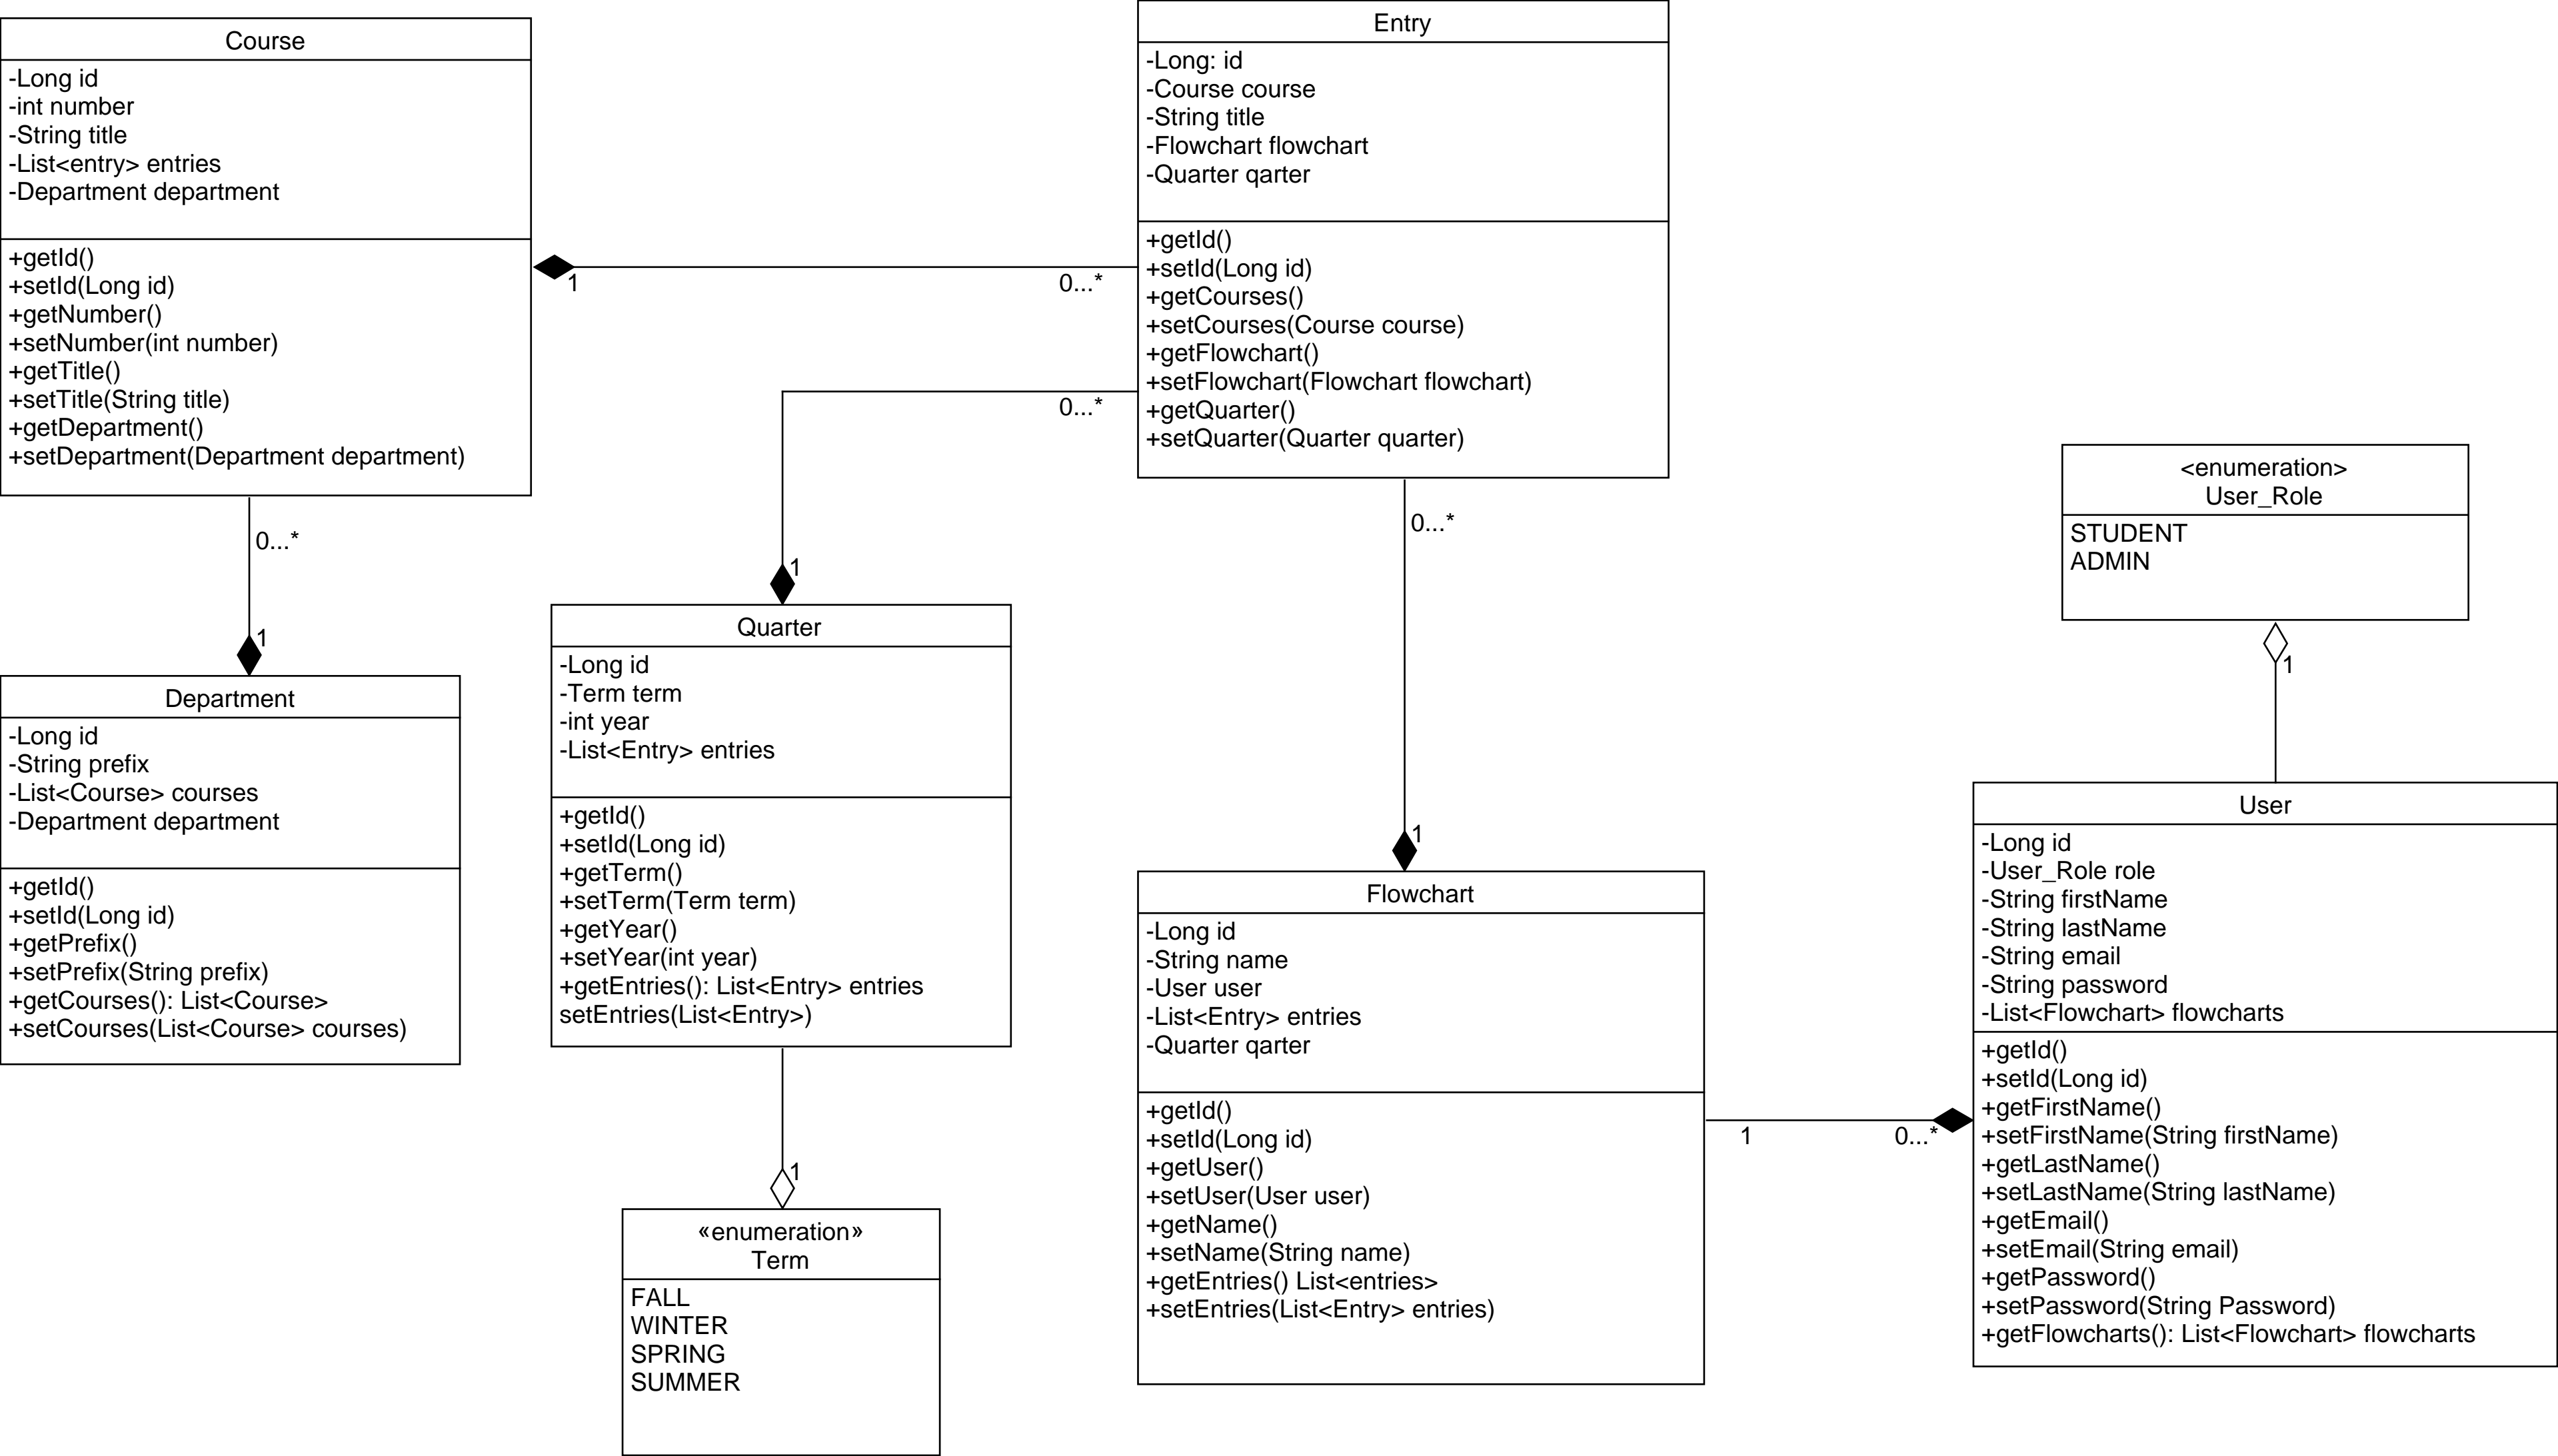 Course
-Long id
-int number
-String title
-List<entry> entries
-Department department
+getId()
+setId(Long id)
+getNumber()
+setNumber(int number)
+getTitle()
+setTitle(String title)
+getDepartment()
+setDepartment(Department department)
1
0...*
Entry
-Long: id
-Course course
-String title
-Flowchart flowchart
-Quarter qarter
+getId()
+setId(Long id)
+getCourses()
+setCourses(Course course)
+getFlowchart()
+setFlowchart(Flowchart flowchart)
+getQuarter()
+setQuarter(Quarter quarter)
0...*
1
0...*
1
0...*
1
<enumeration>
User_Role
STUDENT
ADMIN
1
Department
-Long id
-String prefix
-List<Course> courses
-Department department
+getId()
+setId(Long id)
+getPrefix()
+setPrefix(String prefix)
+getCourses(): List<Course>
+setCourses(List<Course> courses)
Quarter
-Long id
-Term term
-int year
-List<Entry> entries
+getId()
+setId(Long id)
+getTerm()
+setTerm(Term term)
+getYear()
+setYear(int year)
+getEntries(): List<Entry> entries
setEntries(List<Entry>)
1
«enumeration»
Term
FALL
WINTER
SPRING
SUMMER
Flowchart
-Long id
-String name
-User user
-List<Entry> entries
-Quarter qarter
+getId()
+setId(Long id)
+getUser()
+setUser(User user)
+getName()
+setName(String name)
+getEntries() List<entries>
+setEntries(List<Entry> entries)
1
0...*
User
-Long id
-User_Role role
-String firstName
-String lastName
-String email
-String password
-List<Flowchart> flowcharts
+getId()
+setId(Long id)
+getFirstName()
+setFirstName(String firstName)
+getLastName()
+setLastName(String lastName)
+getEmail()
+setEmail(String email)
+getPassword()
+setPassword(String Password)
+getFlowcharts(): List<Flowchart> flowcharts